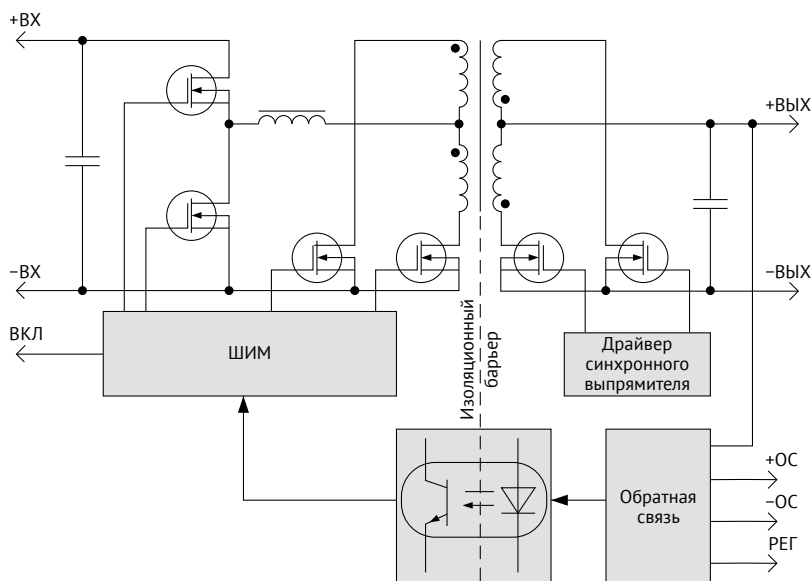 +ВХ
+ВЫХ
−ВХ
−ВЫХ
ВКЛ
ШИМ
Изоляционный
барьер
Драйвер
синхронного
выпрямителя
Обратная
связь
+ОС
−ОС
РЕГ